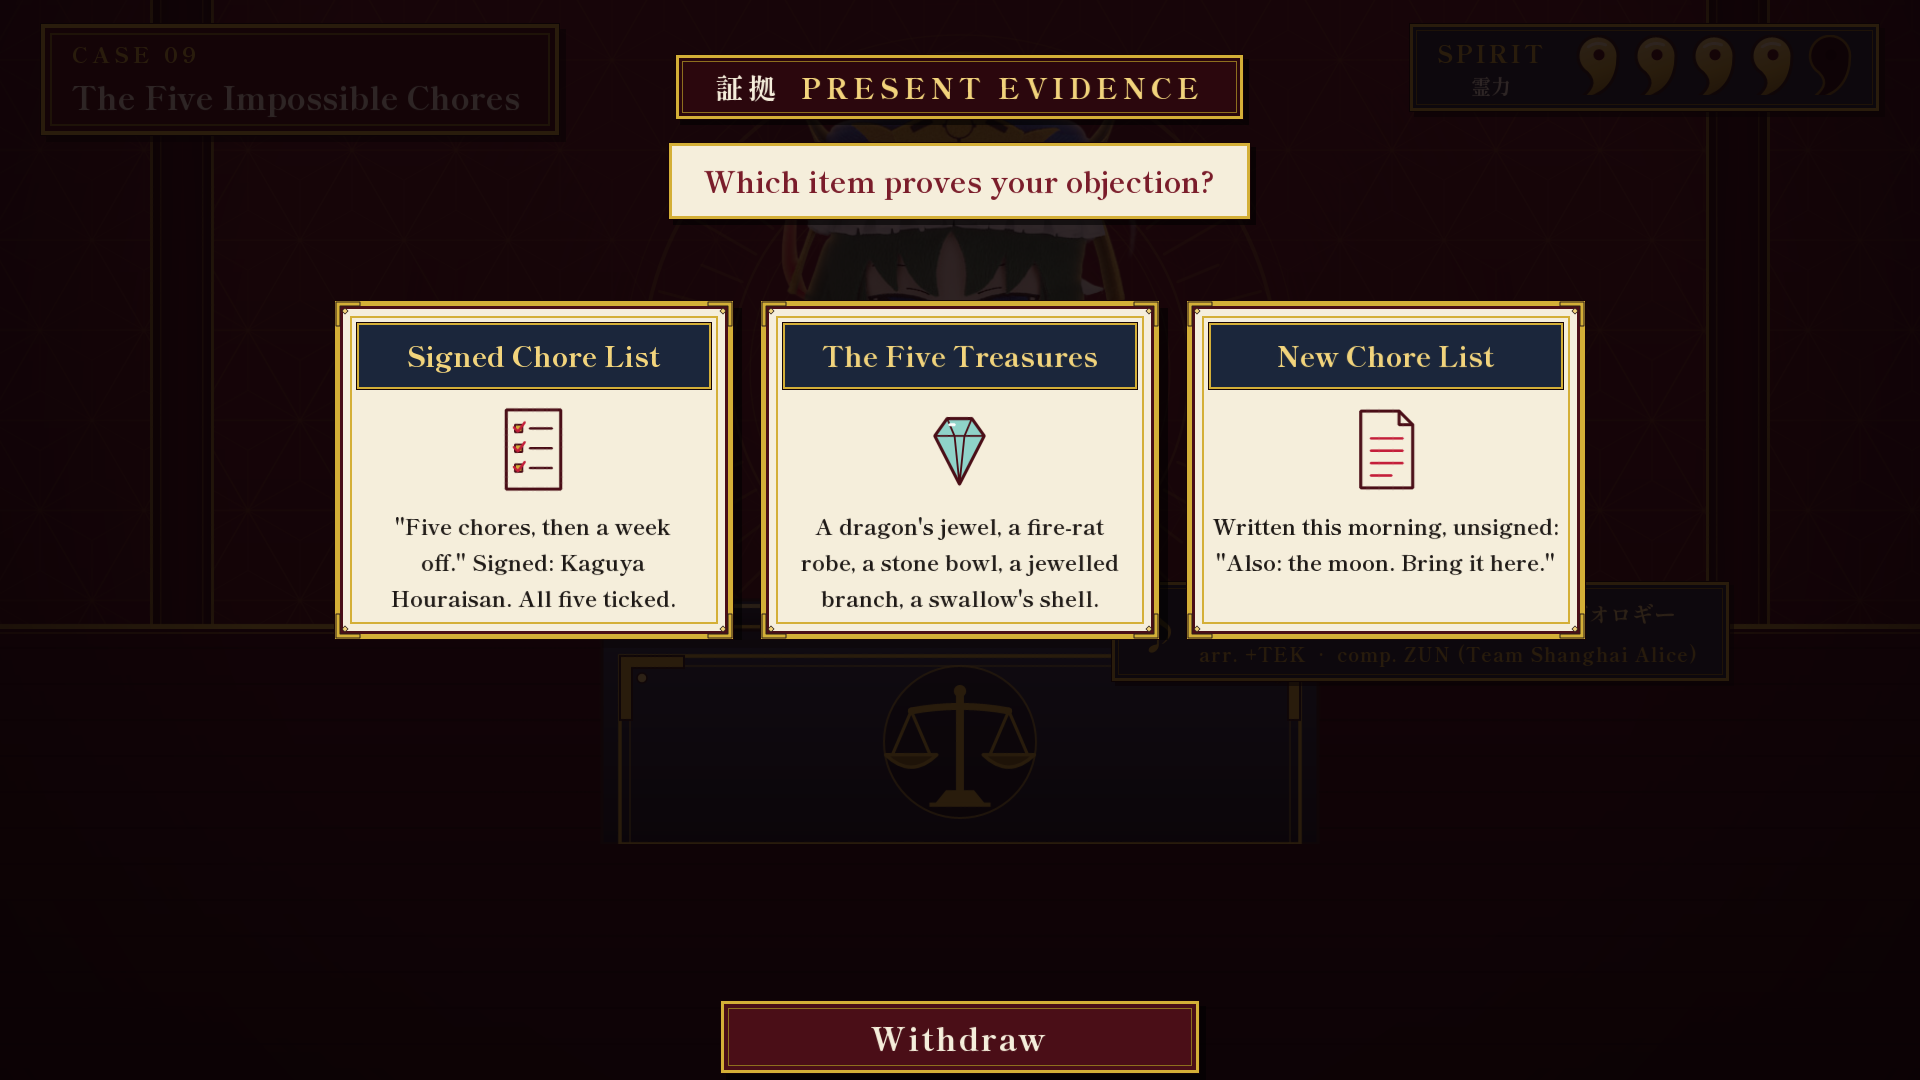 CASE 09
The Five Impossible Chores
証拠 PRESENT EVIDENCE
SPIRIT
霊力
Which item proves your objection?
Signed Chore List
"Five chores, then a week
off." Signed: Kaguya
Houraisan. All five ticked.
The Five Treasures
A dragon's jewel, a fire-rat
robe, a stone bowl, a jewelled
branch, a swallow's shell.
New Chore List
Written this morning, unsigned:
"Also: the moon. Bring it here."
オロギー
arr. +TEK · comp. ZUN (Team Shanghai Alice)
Withdraw